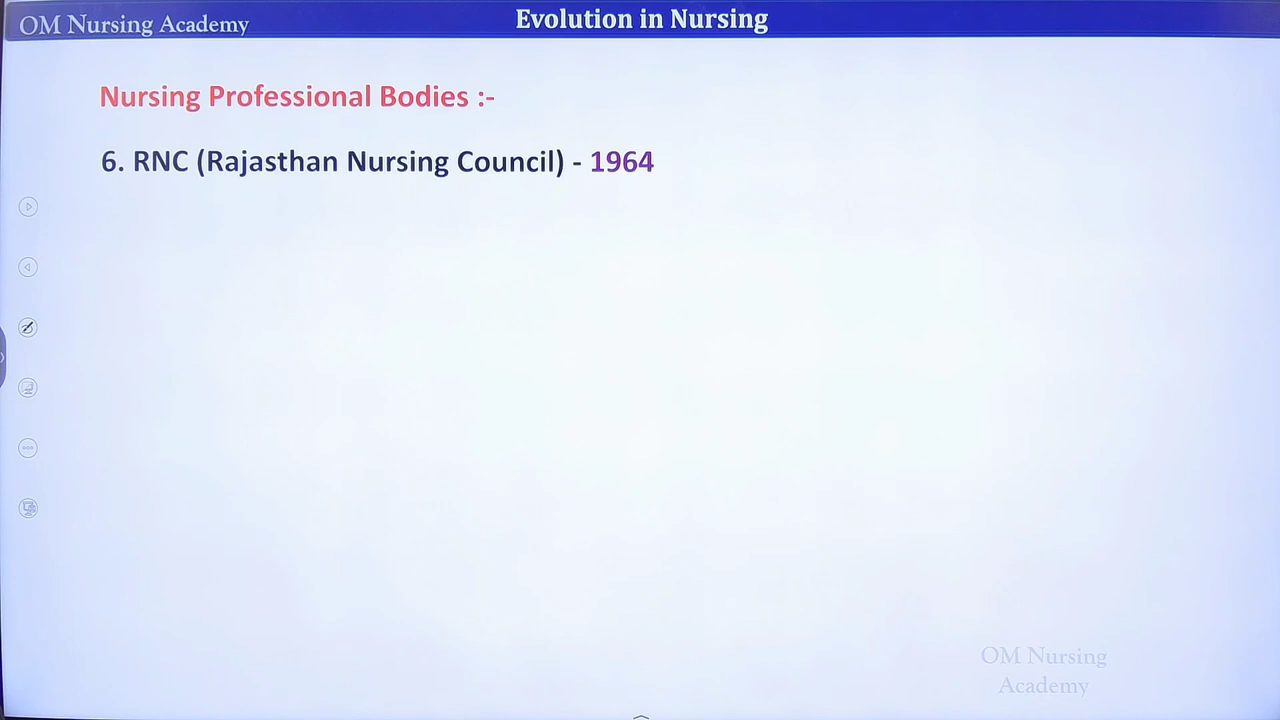 OM Nursing Academy
Evolution in Nursing
Nursing Professional Bodies :-
6. RNC (Rajasthan Nursing Council) - 1964
OM Nursing
Academy